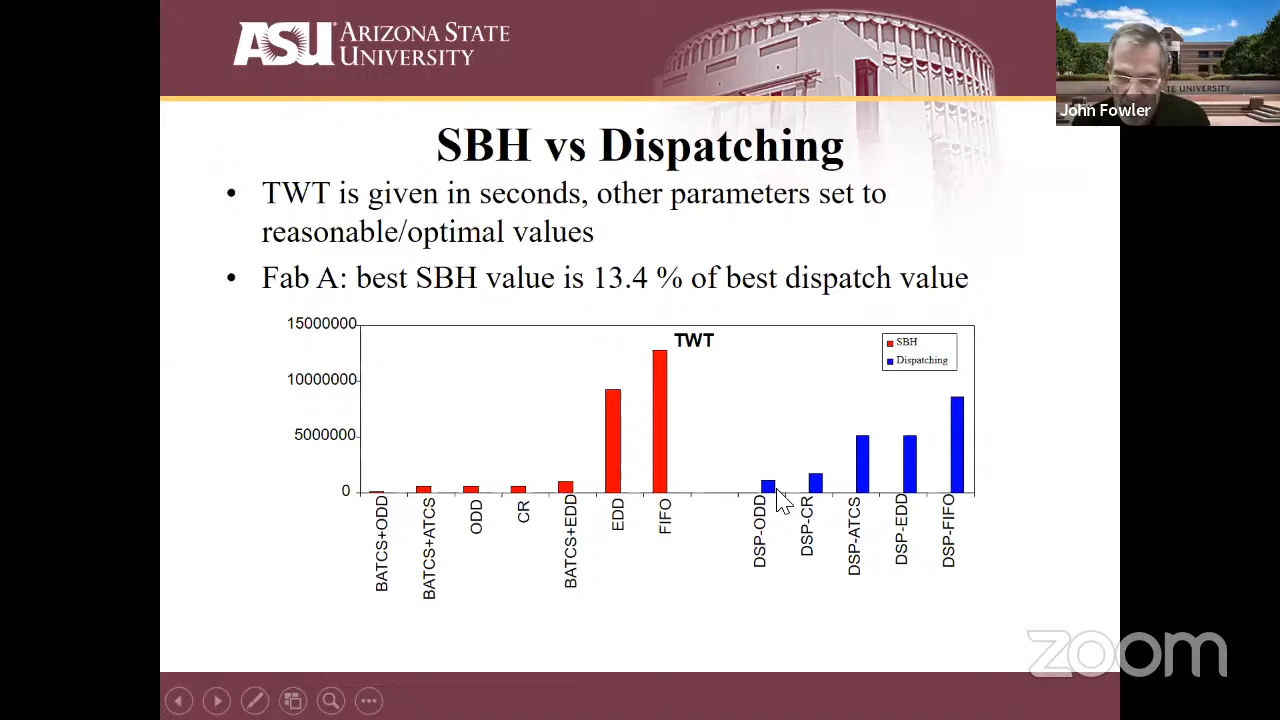 ASU ARIZONA STATE
UNIVERSITY
John Fowler
SBH vs Dispatching
• TWT is given in seconds, other parameters set to
reasonable/optimal values
• Fab A: best SBH value is 13.4 % of best dispatch value
TWT
SBH
Dispatching
15000000
10000000
5000000
0
BATCS+ODD
BATCS+ATCS
ODD
CR
BATCS+EDD
EDD
FIFO
DSP-ODD
DSP-CR
DSP-ATCS
DSP-EDD
DSP-FIFO
zoom